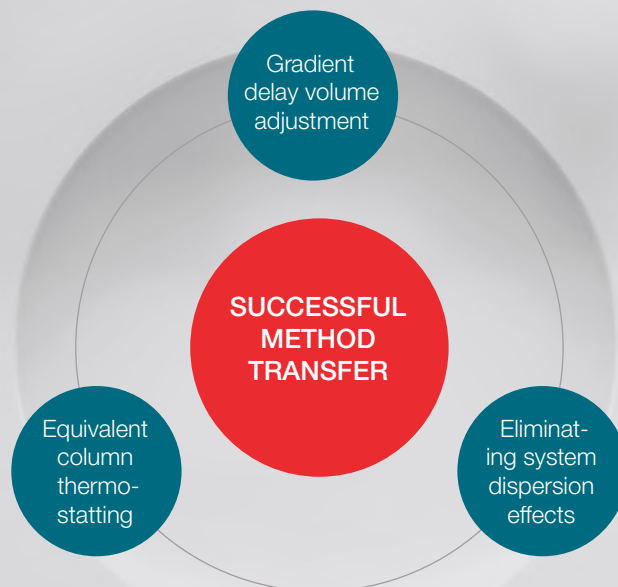 Gradient
delay volume
adjustment
SUCCESSFUL
METHOD
TRANSFER
Equivalent
column
thermo-
statting
Eliminat-
ing system
dispersion
effects